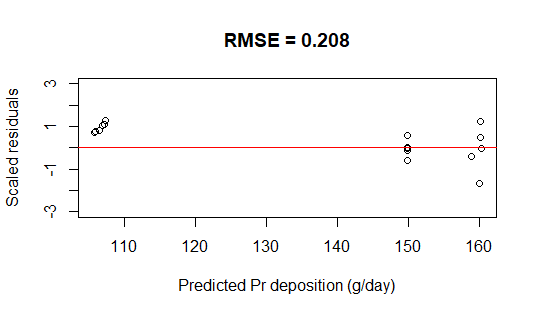 RMSE = 0.208
Scaled residuals
3
1
-1
-3
110 120 130 140 150 160
Predicted Pr deposition (g/day)